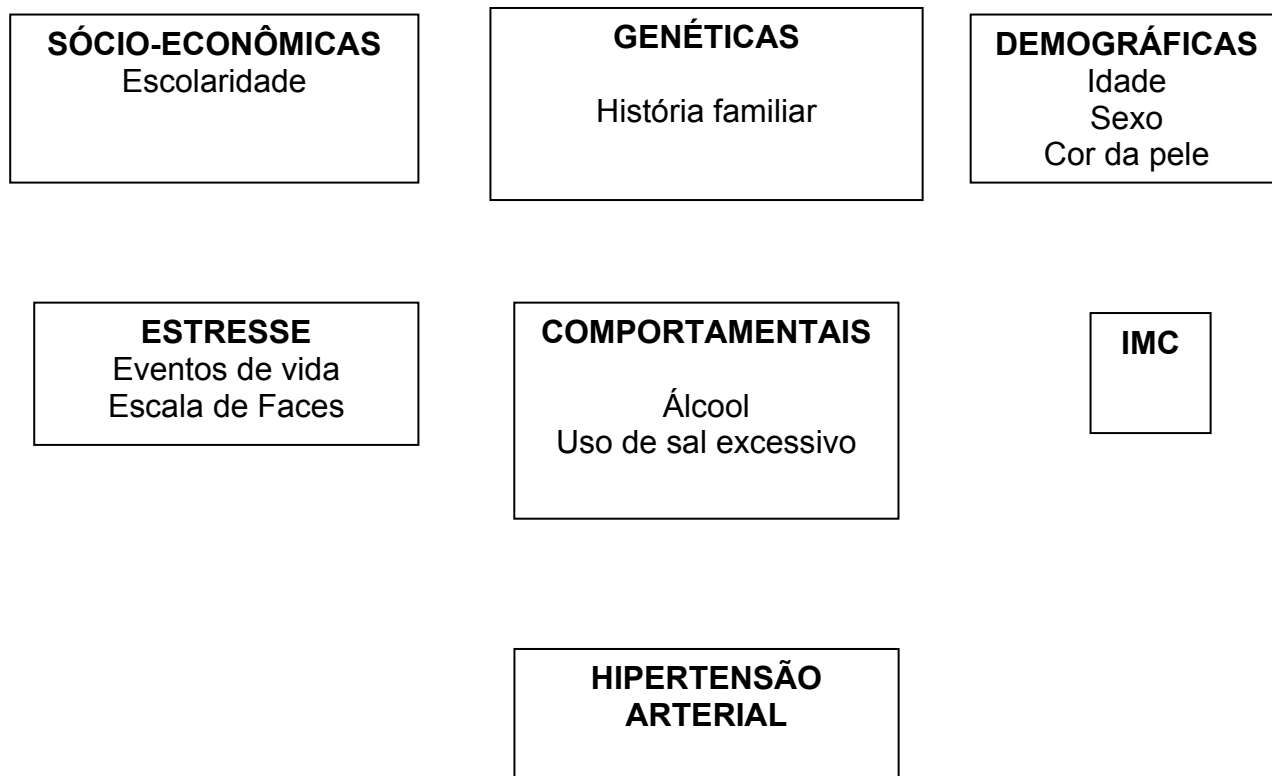 SÓCIO-ECONÔMICAS
Escolaridade
GENÉTICAS
História familiar
DEMOGRÁFICAS
Idade
Sexo
Cor da pele
ESTRESSE
Eventos de vida
Escala de Faces
COMPORTAMENTAIS
Álcool
Uso de sal excessivo
IMC
HIPERTENSÃO
ARTERIAL